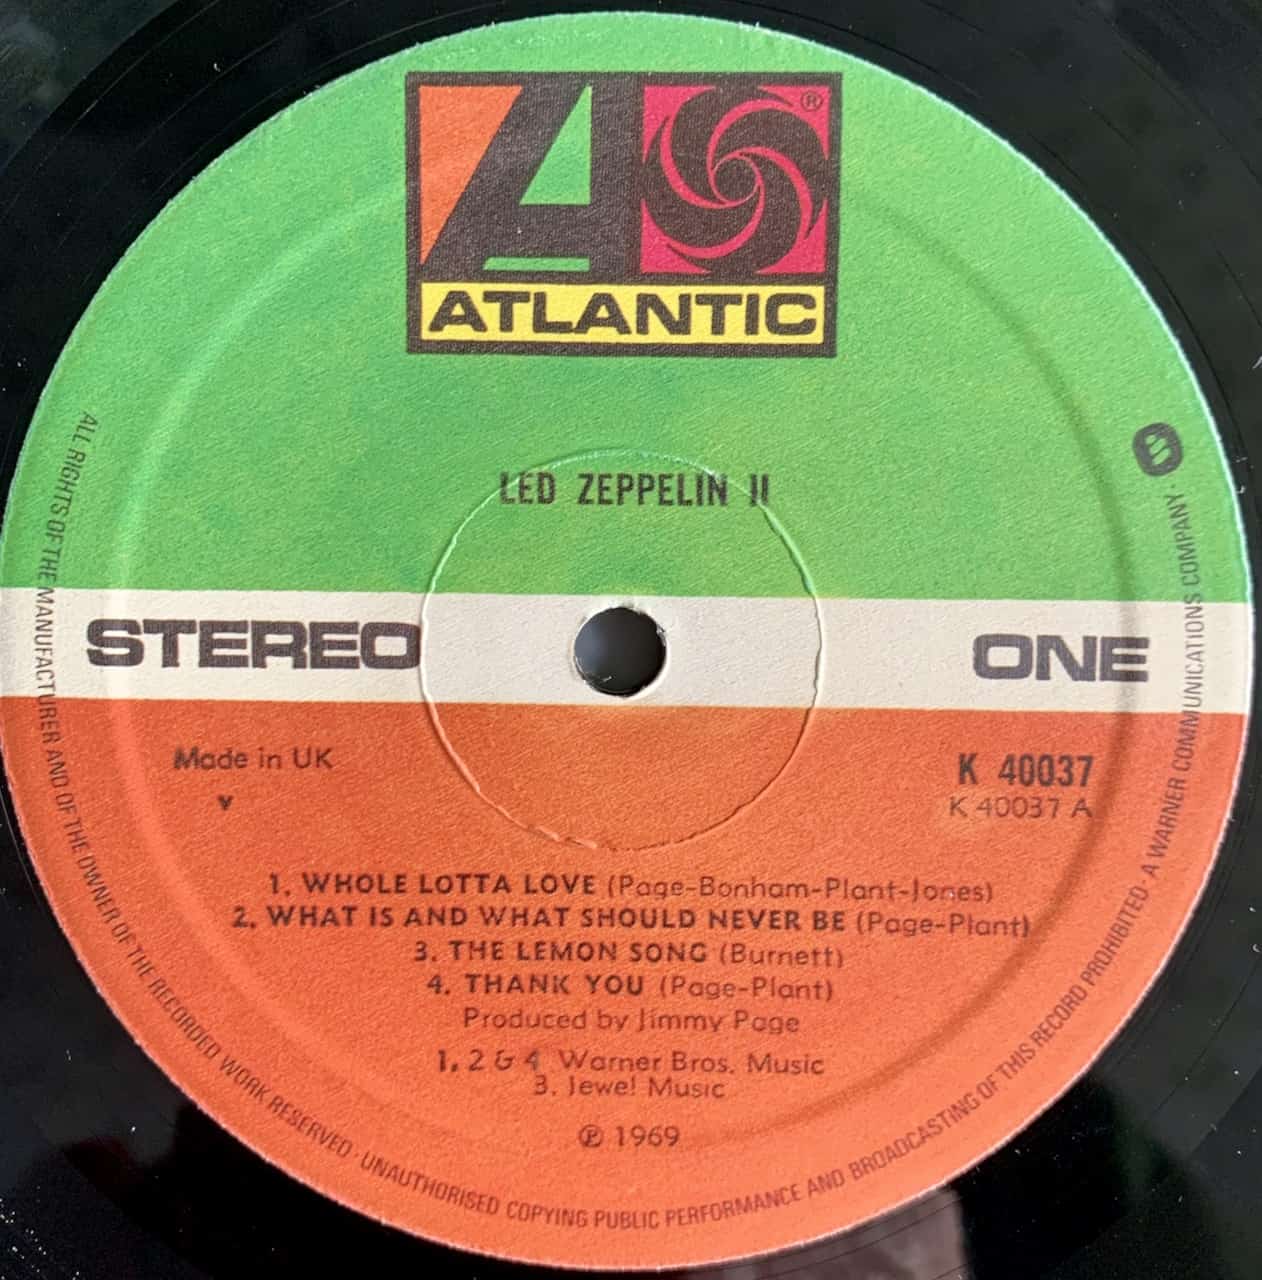 A ®
ATLANTIC
LED ZEPPELIN II
STEREO
ONE
Made in UK
K 40037
K 40037 A
1. WHOLE LOTTA LOVE (Page-Bonham-Plant-Jones)
2. WHAT IS AND WHAT SHOULD NEVER BE (Page-Plant)
3. THE LEMON SONG (Burnett)
4. THANK YOU (Page-Plant)
Produced by Jimmy Page
1, 2 & 4 Warner Bros. Music
3. Jewel Music
℗ 1969
ALL RIGHTS OF THE MANUFACTURER AND OF THE OWNER OF THE RECORDED WORK RESERVED · UNAUTHORISED COPYING PUBLIC PERFORMANCE AND BROADCASTING OF THIS RECORD PROHIBITED · A WARNER COMMUNICATIONS COMPANY ·